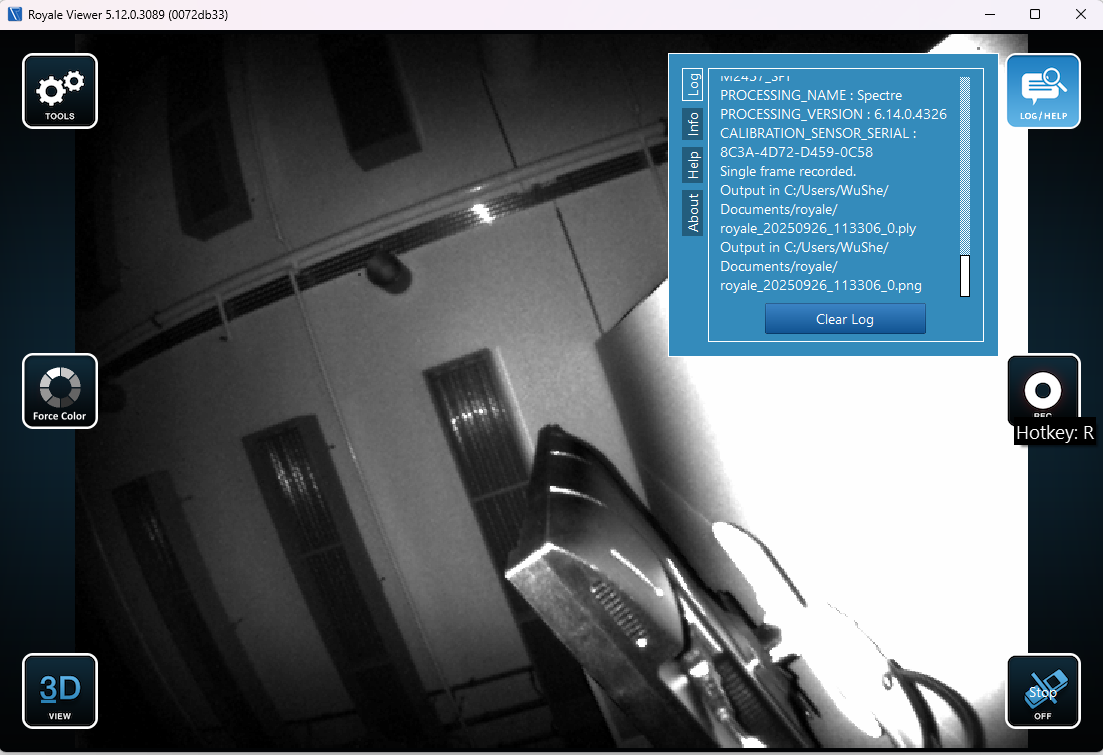 Royale Viewer 5.12.0.3089 (0072db33)
TOOLS
Log
Info
Help
About
PROCESSING_NAME : Spectre
PROCESSING_VERSION : 6.14.0.4326
CALIBRATION_SENSOR_SERIAL :
8C3A-4D72-D459-0C58
Single frame recorded.
Output in C:/Users/WuShe/
Documents/royale/
royale_20250926_113306_0.ply
Output in C:/Users/WuShe/
Documents/royale/
royale_20250926_113306_0.png
Clear Log
LOG/HELP
Force Color
REC
Hotkey: R
3D
VIEW
Stop
OFF